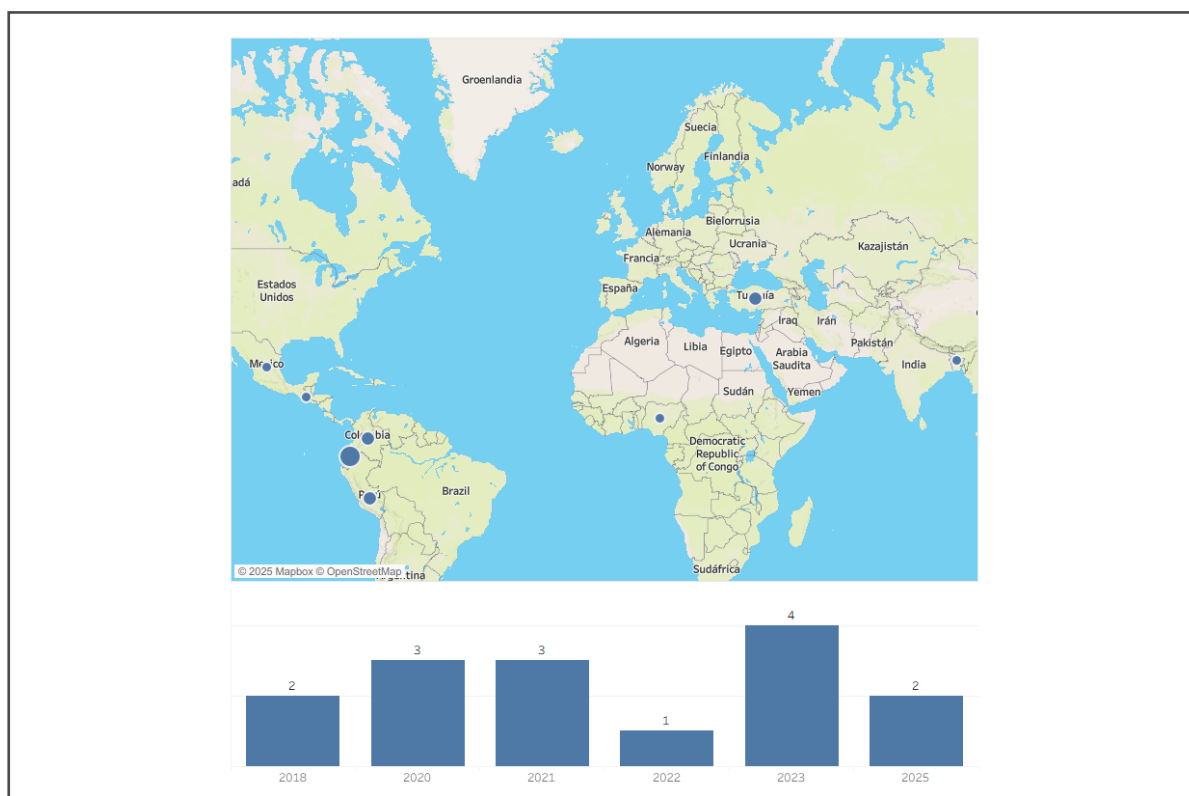 Groenlandia
Suecia
Finlandia
Norway
adá
Bielorrusia
Alemania
Ucrania
Kazajistán
Francia
Estados
Unidos
España
Irán
Iraq
Argelia
Libia
Egipto
Pakistán
Arabia
Saudita
India
Sudán
Yemen
Democratic
Republic
of Congo
Brazil
Sudáfrica
© 2025 Mapbox © OpenStreetMap
4
3
3
2
2
1
2018
2020
2021
2022
2023
2025